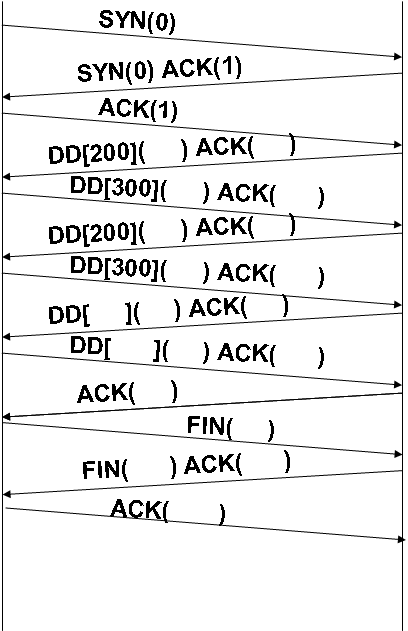 SYN(0)
SYN(0) ACK(1)
ACK(1)
DD[200]( ) ACK( )
DD[300]( ) ACK( )
DD[200]( ) ACK( )
DD[300]( ) ACK( )
DD[ ]( ) ACK( )
DD[ ]( ) ACK( )
ACK( )
FIN( )
FIN( ) ACK( )
ACK( )